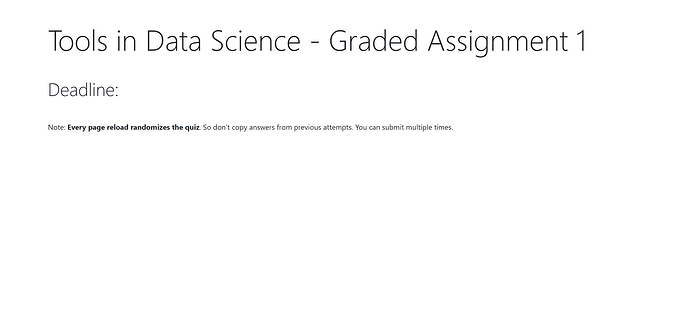 Tools in Data Science - Graded Assignment 1
Deadline:
Note: Every page reload randomizes the quiz. So don't copy answers from previous attempts. You can submit multiple times.